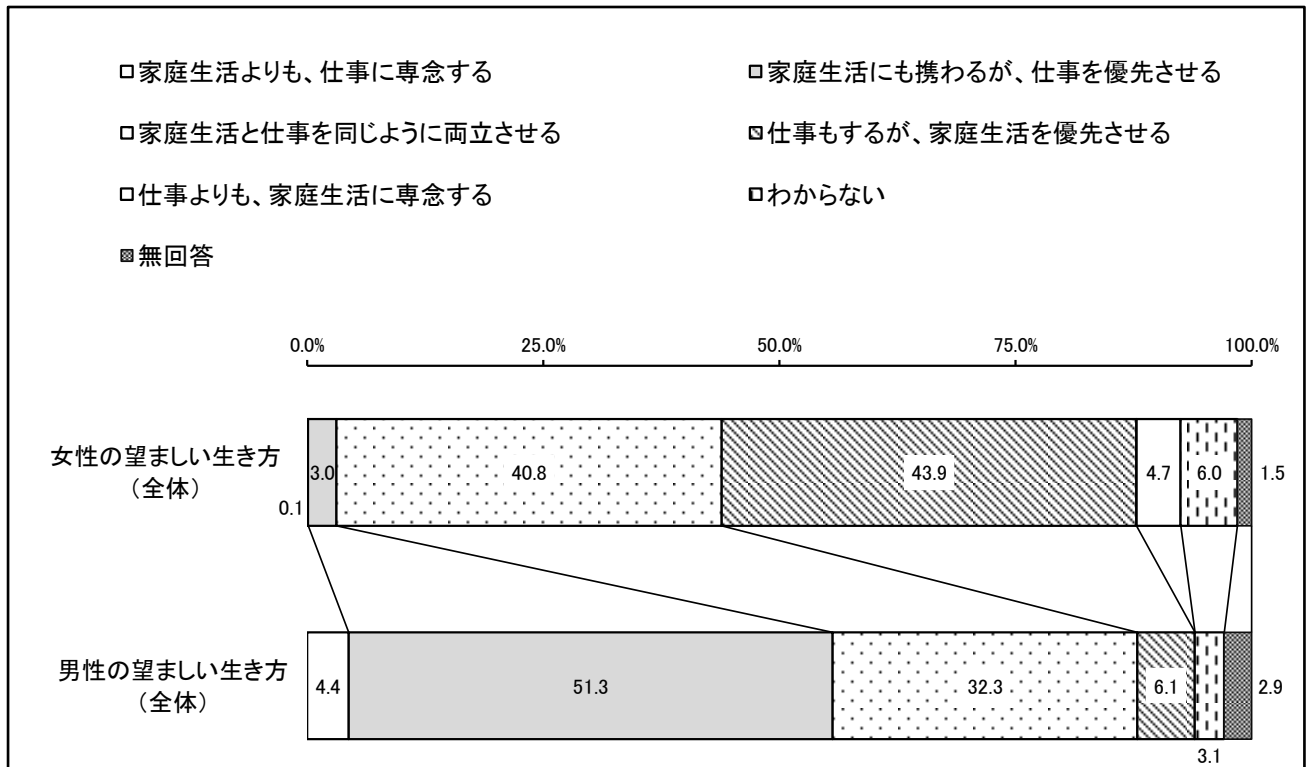 □家庭生活よりも、仕事に専念する
□家庭生活にも携わるが、仕事を優先させる
□家庭生活と仕事を同じように両立させる
仕事もするが、家庭生活を優先させる
□仕事よりも、家庭生活に専念する
わからない
無回答
0.0% 25.0% 50.0% 75.0% 100.0%
女性の望ましい生き方
(全体)
0.1 3.0 40.8 43.9 4.7 6.0 1.5
男性の望ましい生き方
(全体)
4.4 51.3 32.3 6.1 3.1 2.9